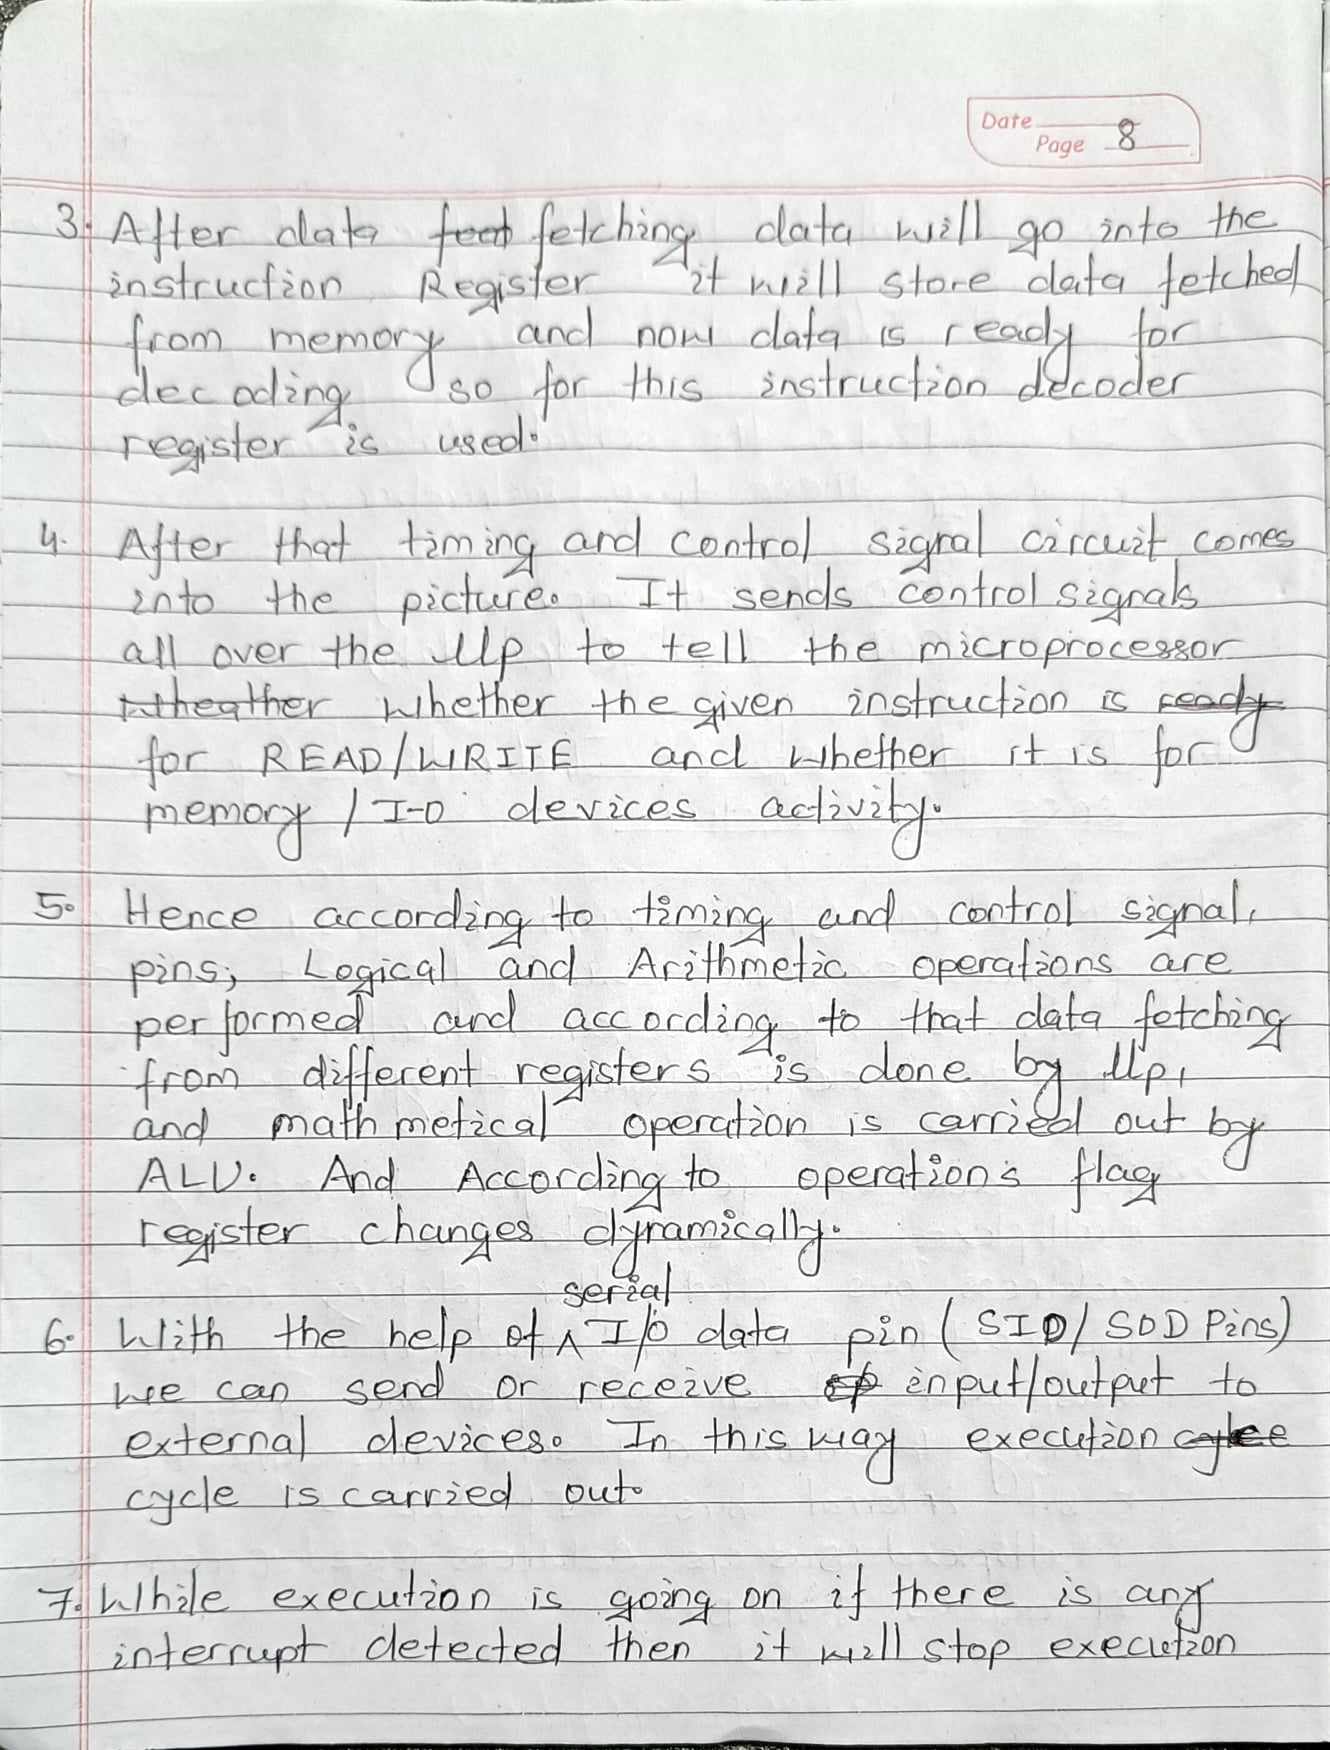 Date
Page 8
3. After data feat fetching data will go into the
instruction Register it will store data fetched
from memory and now data is ready for
decoding so for this instruction decoder
register is used.
4. After that timing and control signal circuit comes
into the picture. It sends control signals
all over the Up to tell the microprocessor
wheather whether the given instruction is ready
for READ/WRITE and whether it is for
memory / I-O devices activity.
5. Hence according to timing and control signal,
pins, Logical and Arithmetic operations are
performed and according to that data fetching
from different registers is done by Up,
and mathmetical operation is carried out by
ALU. And According to operations flag
register changes dynamically.
serial
6. With the help of ^ I/O data pin ( SID/ SOD Pins)
we can send or receive op input/output to
external devices. In this way execution cylce
cycle is carried out.
7. While execution is going on if there is any
interrupt detected then it will stop execution